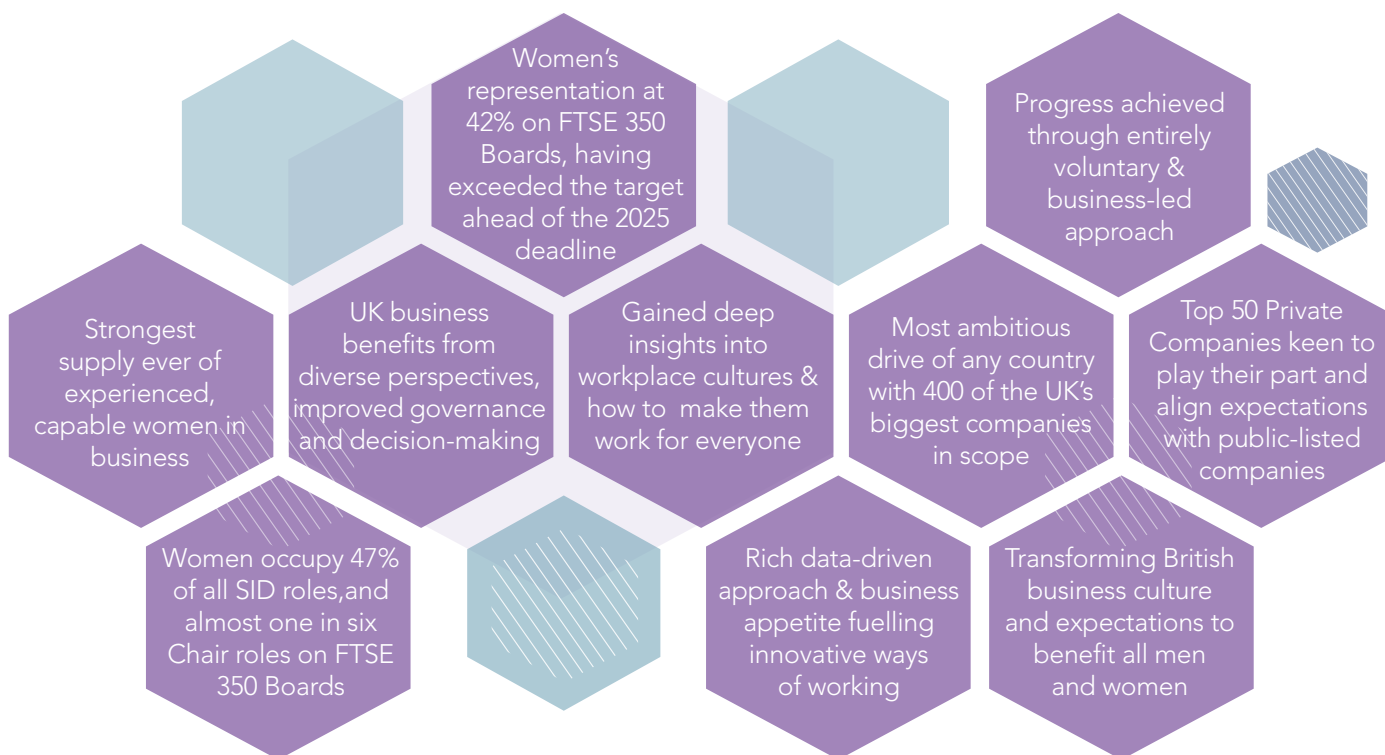 Women’s
representation at
42% on FTSE 350
Boards, having
exceeded the target
ahead of the 2025
deadline
Progress achieved
through entirely
voluntary &
business-led
approach
Strongest
supply ever of
experienced,
capable women in
business
UK business
benefits from
diverse perspectives,
improved governance
and decision-making
Gained deep
insights into
workplace cultures &
how to  make them
work for everyone
Most ambitious
drive of any country
with 400 of the UK’s
biggest companies
in scope
Top 50 Private
Companies keen to
play their part and
align expectations
with public-listed
companies
Women occupy 47%
of all SID roles,and
almost one in six
Chair roles on FTSE
350 Boards
Rich data-driven
approach & business
appetite fuelling
innovative ways
of working
Transforming British
business culture
and expectations to
benefit all men
and women